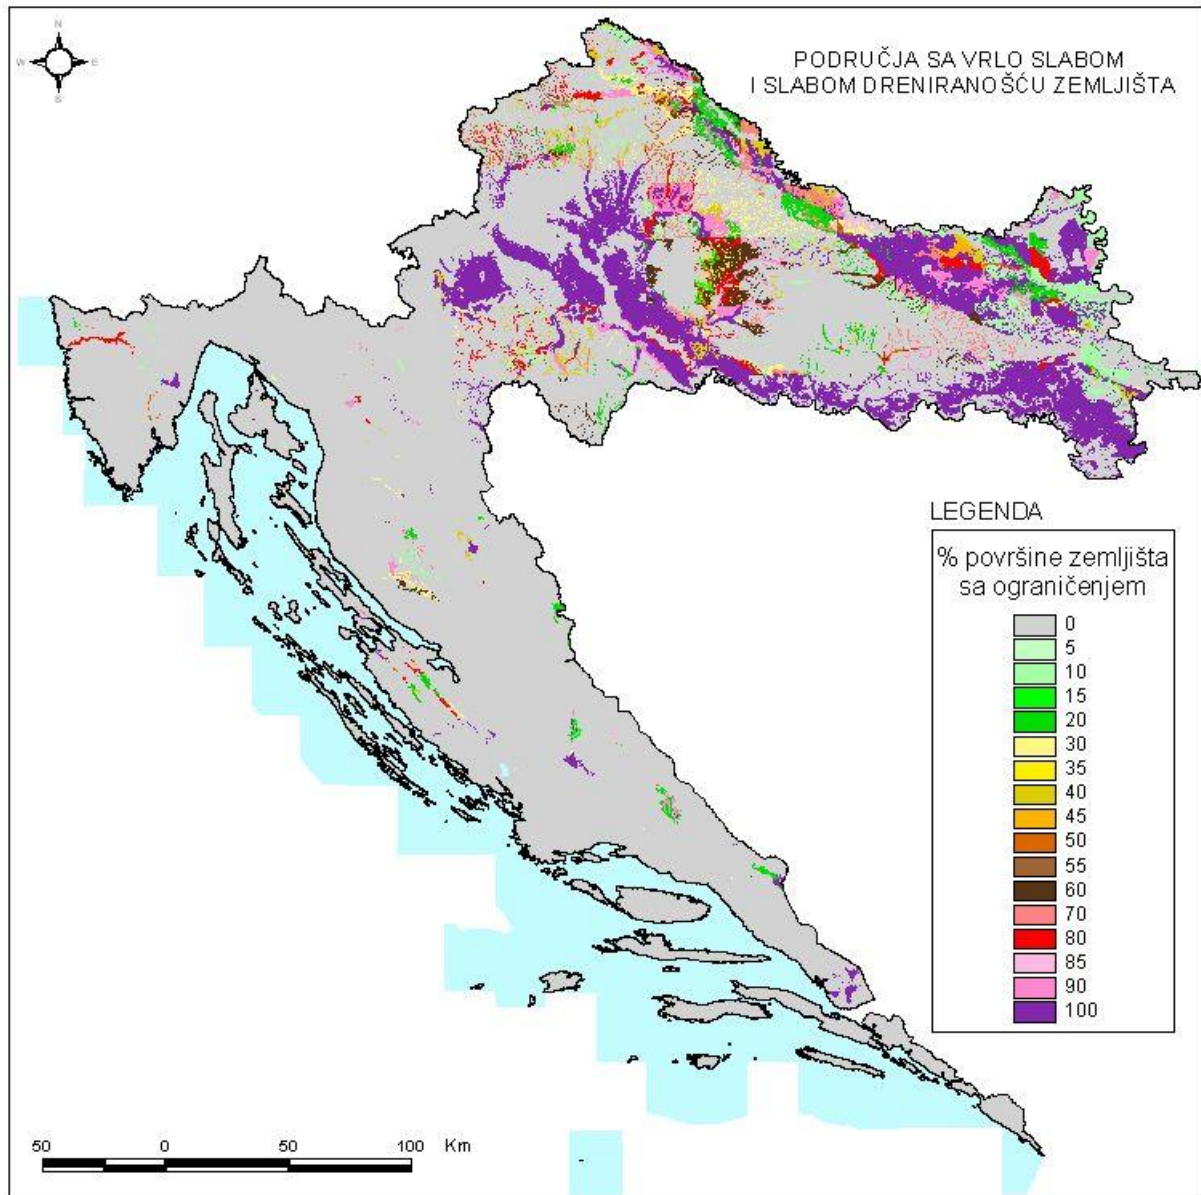 N
W E
S
PODRUČJA SA VRLO SLABOM
I SLABOM DRENIRANOŠĆU ZEMLJIŠTA
LEGENDA
% površine zemljišta
sa ograničenjem
0
5
10
15
20
30
35
40
45
50
55
60
70
80
85
90
100
50 0 50 100 Km